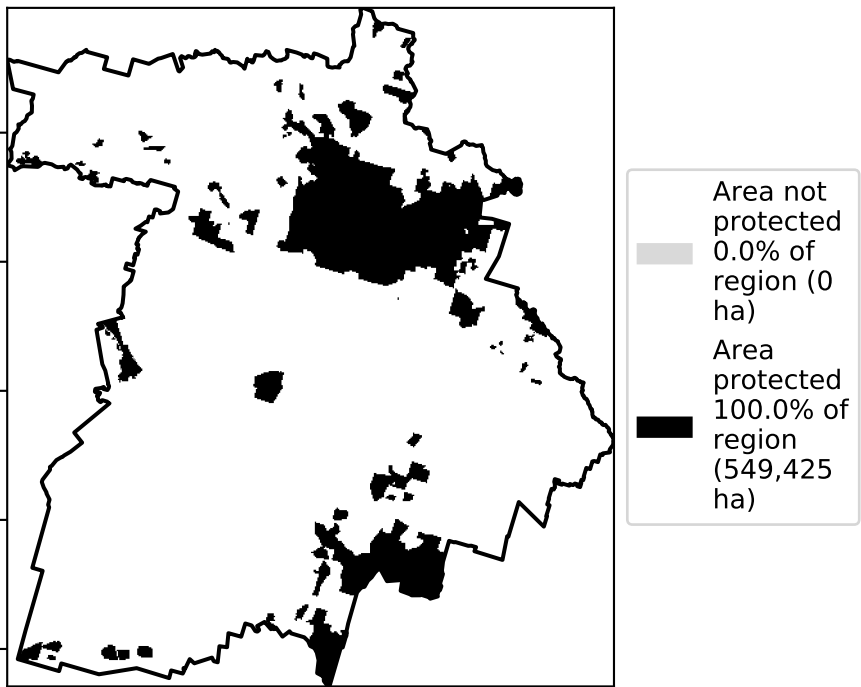 Area not
protected
0.0% of
region (0
ha)
Area
protected
100.0% of
region
(549,425
ha)